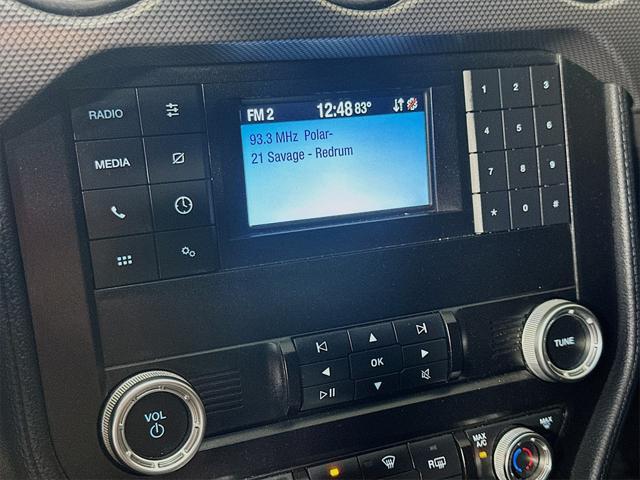 FM 2 12:48 83°
93.3 MHz Polar-
21 Savage - Redrum
RADIO
MEDIA
1 2 3
4 5 6
7 8 9
* 0 #
OK
VOL
TUNE
R
MAX A/C
MAX